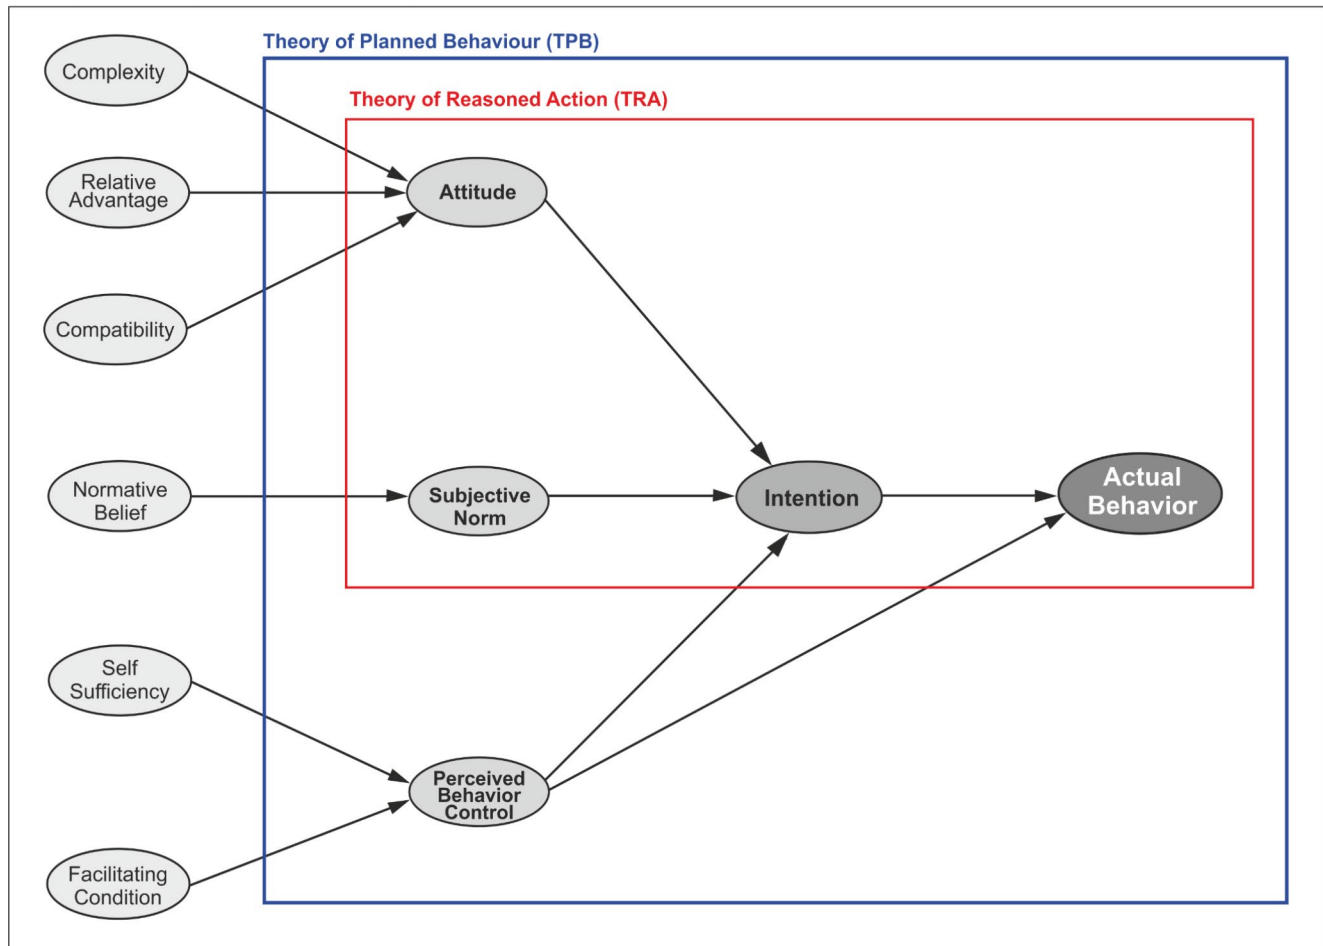 Theory of Planned Behaviour (TPB)
Theory of Reasoned Action (TRA)
Complexity
Relative
Advantage
Compatibility
Attitude
Normative
Belief
Subjective
Norm
Intention
Actual
Behavior
Self
Sufficiency
Perceived
Behavior
Control
Facilitating
Condition